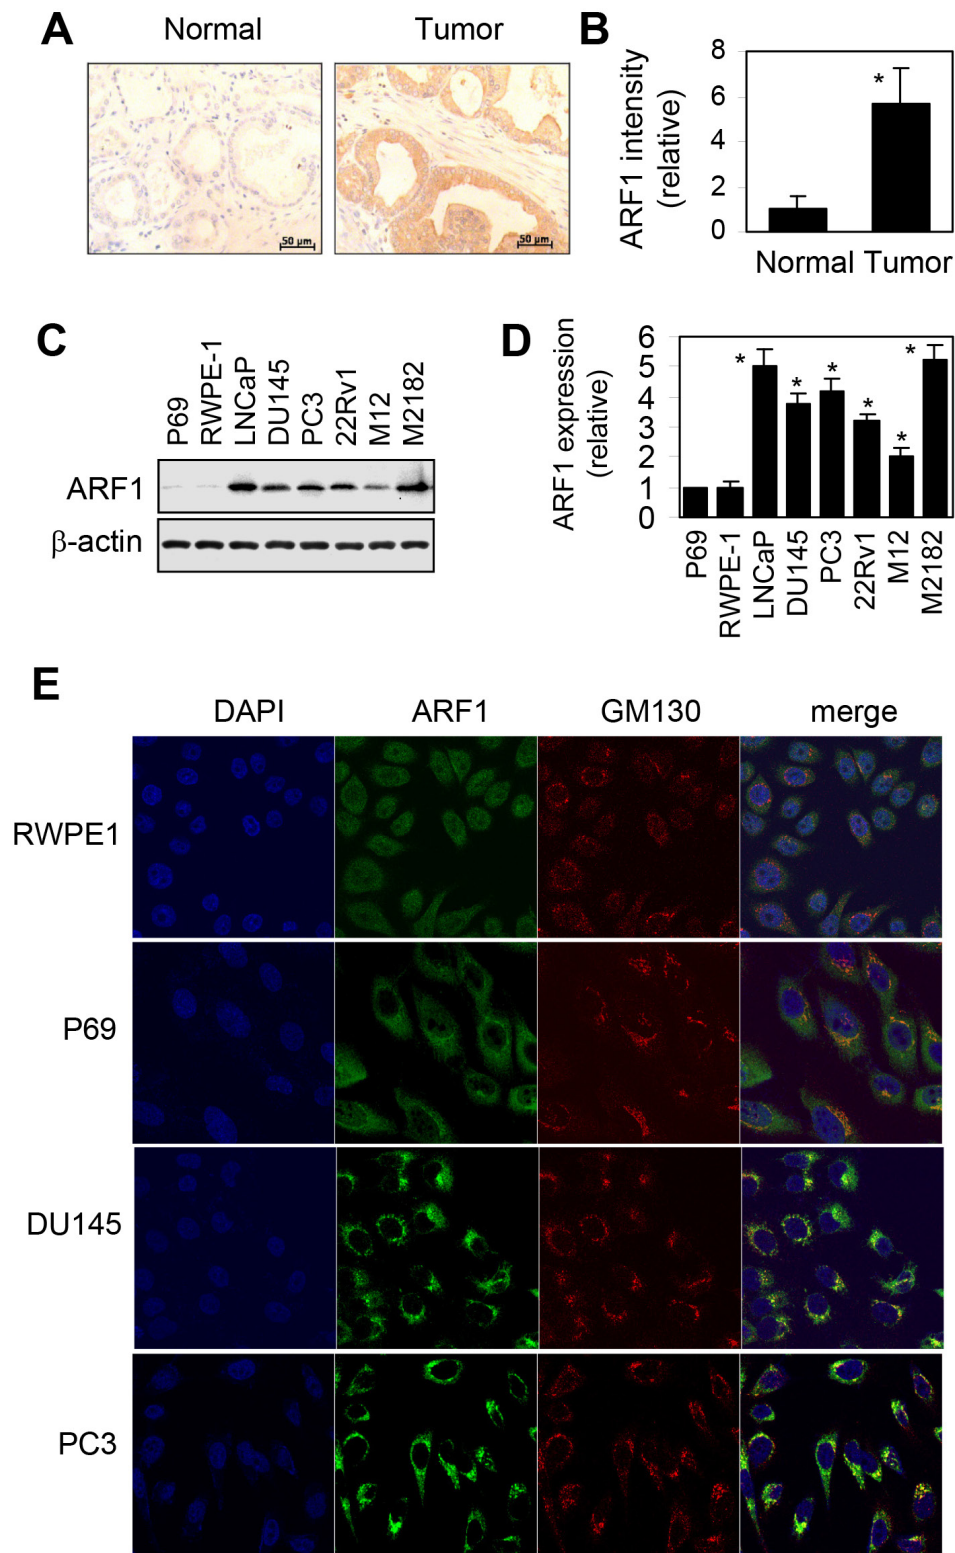 A
Normal
Tumor
50 µm
50 µm
B
ARF1 intensity
(relative)
8
6
4
2
0
*
Normal Tumor
C
P69
RWPE-1
LNCaP
DU145
PC3
22Rv1
M12
M2182
ARF1
β-actin
D
ARF1 expression
(relative)
6
5
4
3
2
1
0
* * * * * *
P69
RWPE-1
LNCaP
DU145
PC3
22Rv1
M12
M2182
E
DAPI ARF1 GM130 merge
RWPE1
P69
DU145
PC3